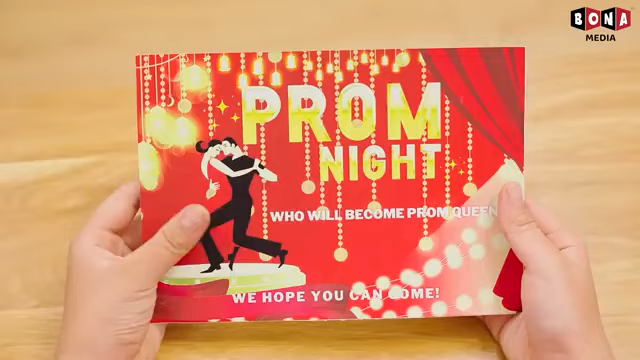 BONA
MEDIA
PROM
NIGHT
WHO WILL BECOME PROM QUEEN
WE HOPE YOU CAN COME!